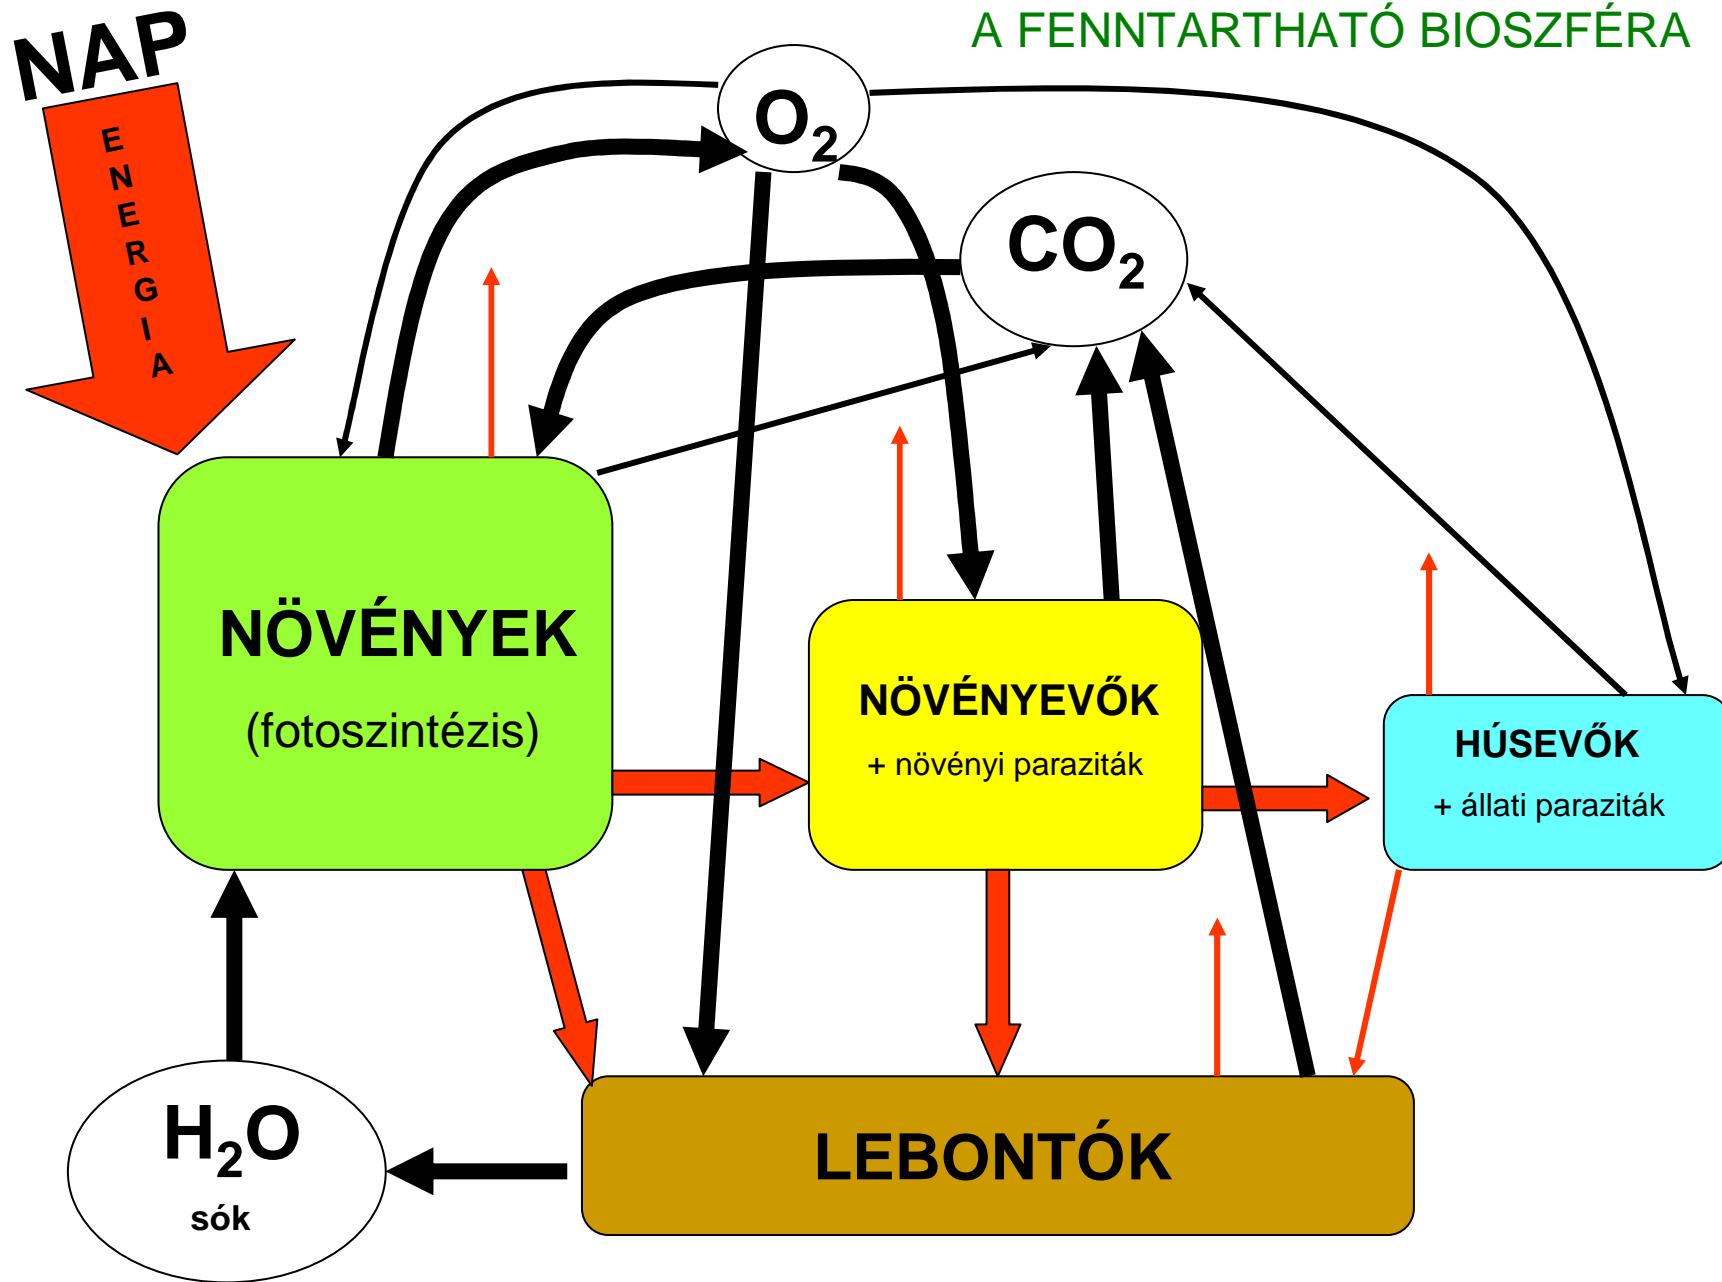 A FENNTARTHATÓ BIOSZFÉRA
NAP
ENERGIA
O₂
CO₂
NÖVÉNYEK
(fotoszintézis)
NÖVÉNYEVŐK
+ növényi paraziták
HÚSEVŐK
+ állati paraziták
H₂O
sók
LEBONTÓK